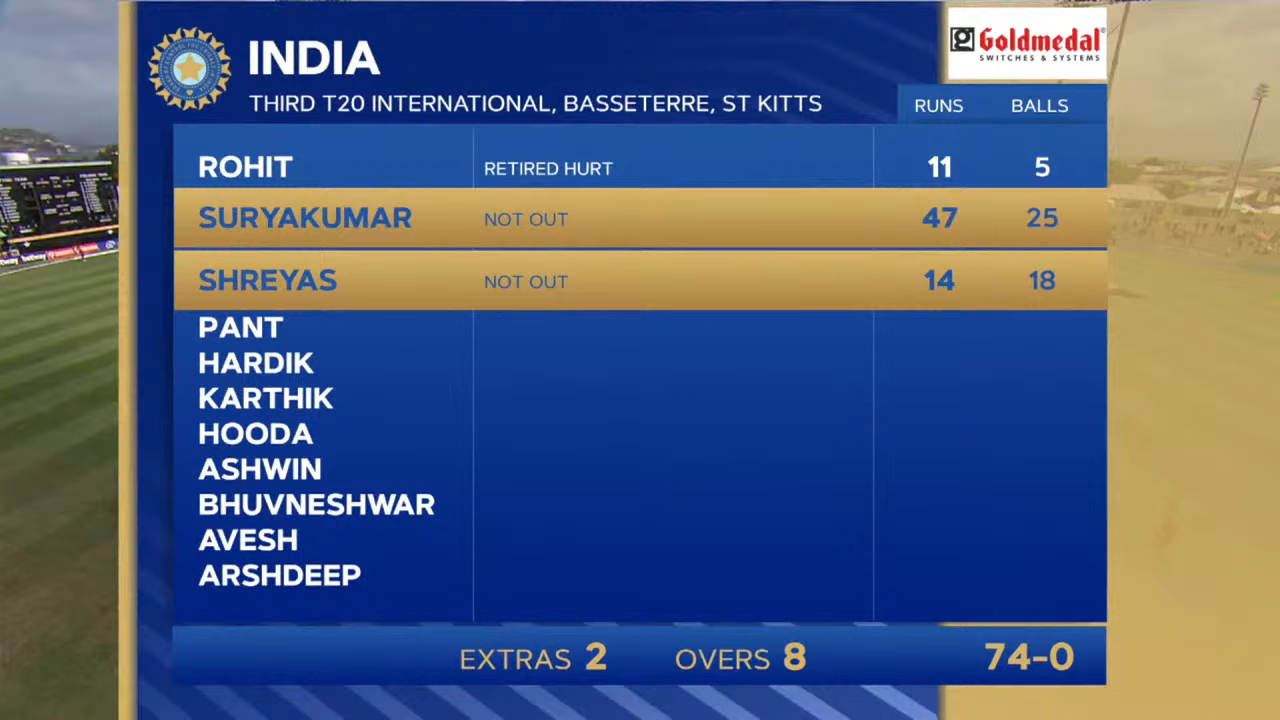 INDIA
Goldmedal
SWITCHES & SYSTEMS
THIRD T20 INTERNATIONAL, BASSETERRE, ST KITTS
RUNS BALLS
ROHIT RETIRED HURT 11 5
SURYAKUMAR NOT OUT 47 25
SHREYAS NOT OUT 14 18
PANT
HARDIK
KARTHIK
HOODA
ASHWIN
BHUVNESHWAR
AVESH
ARSHDEEP
EXTRAS 2 OVERS 8 74-0